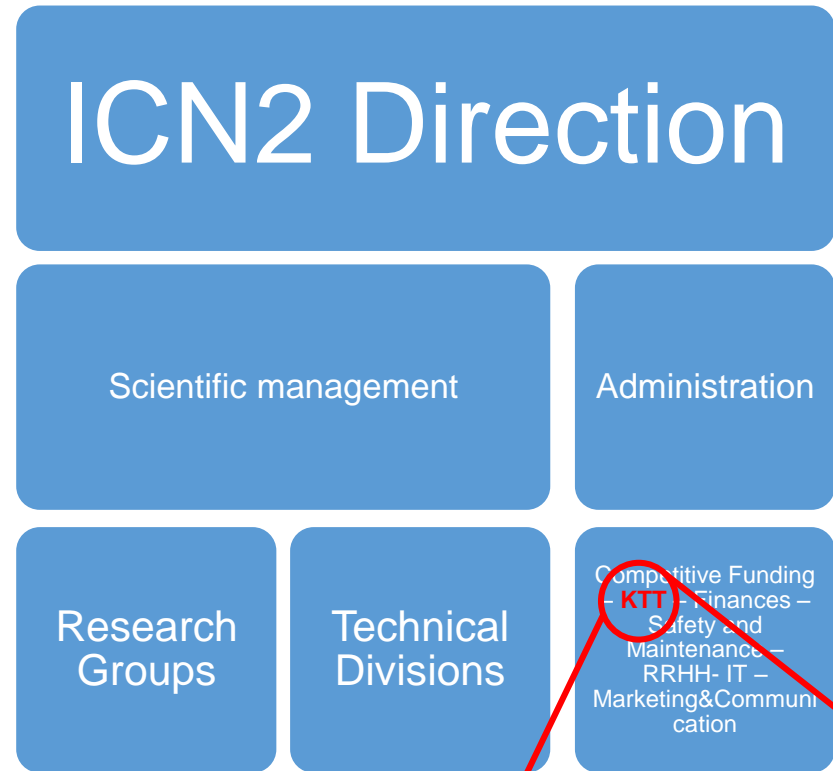 ICN2 Direction
Scientific management
Administration
Research
Groups
Technical
Divisions
Competitive Funding
– KTT – Finances –
Safety and
Maintenance –
RRHH- IT –
Marketing&Communi
cation